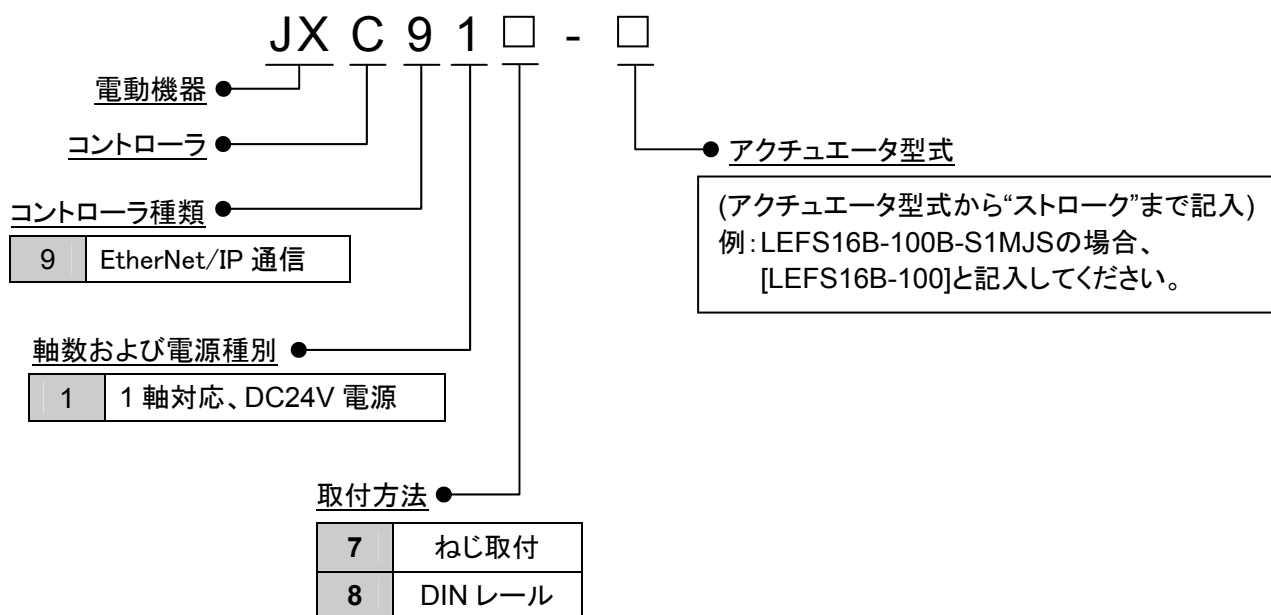 JX C 9 1 □ - □
電動機器
コントローラ
アクチュエータ型式
(アクチュエータ型式から“ストローク”まで記入)
例:LEFS16B-100B-S1MJSの場合、
[LEFS16B-100]と記入してください。
コントローラ種類
9 EtherNet/IP 通信
軸数および電源種別
1 1 軸対応、DC24V 電源
取付方法
7 ねじ取付
8 DIN レール